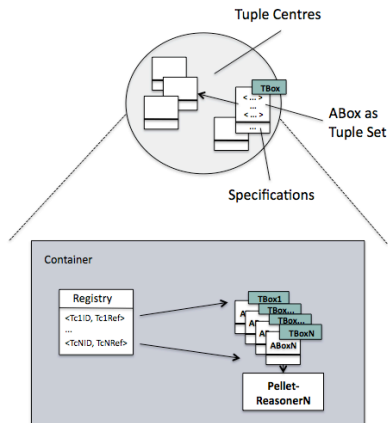 Tuple Centres
TBox
< ... >
...
< ... >
...
ABox as
Tuple Set
Specifications
Container
Registry
<Tc1ID, Tc1Ref>
...
<TcNID, TcNRef>
TBox1
TBox...
TBox...
TBoxN
ABoxN
Pellet-
ReasonerN